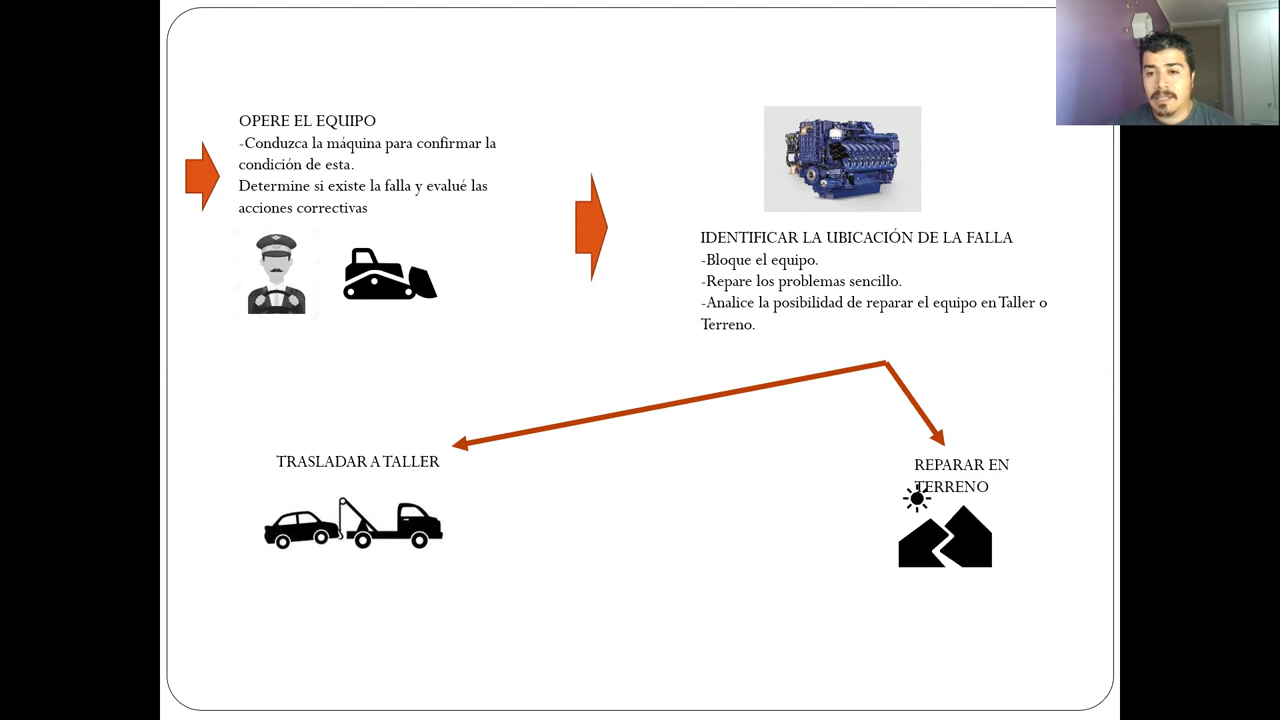 OPERE EL EQUIPO
-Conduzca la máquina para confirmar la
condición de esta.
Determine si existe la falla y evalué las
acciones correctivas
IDENTIFICAR LA UBICACIÓN DE LA FALLA
-Bloque el equipo.
-Repare los problemas sencillo.
-Analice la posibilidad de reparar el equipo en Taller o
Terreno.
TRASLADAR A TALLER
REPARAR EN
TERRENO